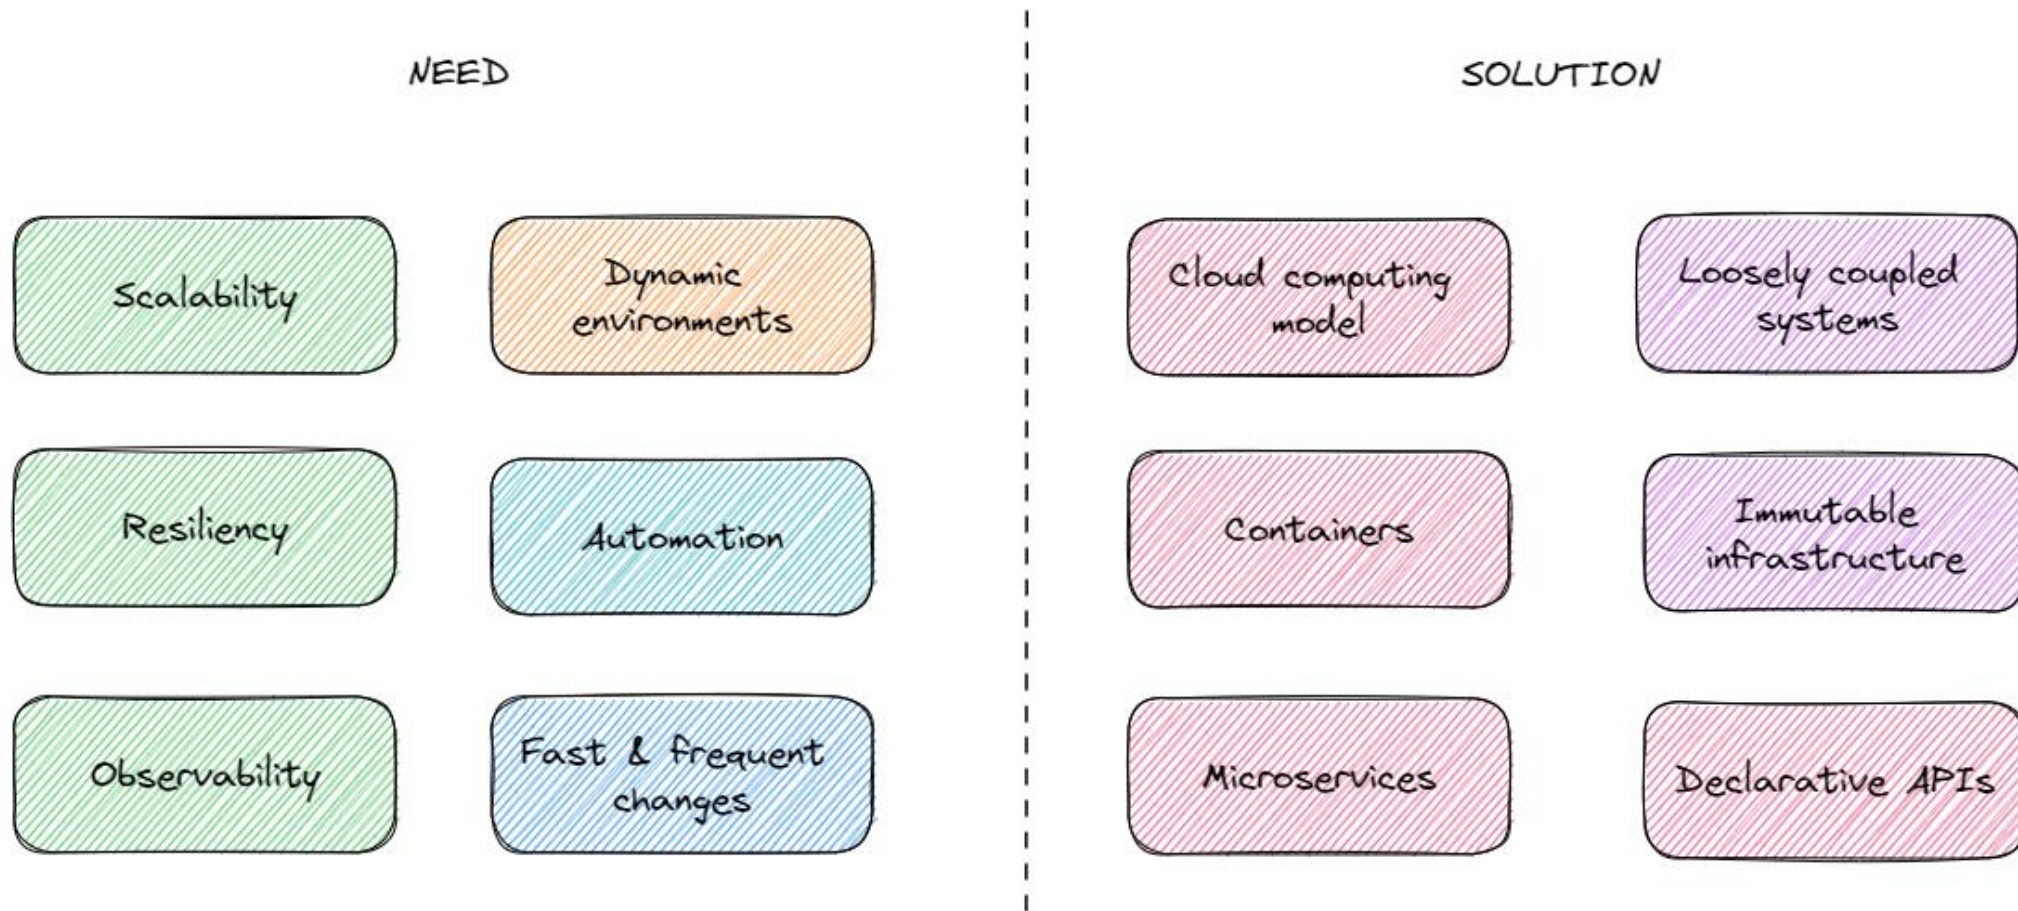 NEED
Scalability
Dynamic
environments
Resiliency
Automation
Observability
Fast & frequent
changes
SOLUTION
Cloud computing
model
Loosely coupled
systems
Containers
Immutable
infrastructure
Microservices
Declarative APIs